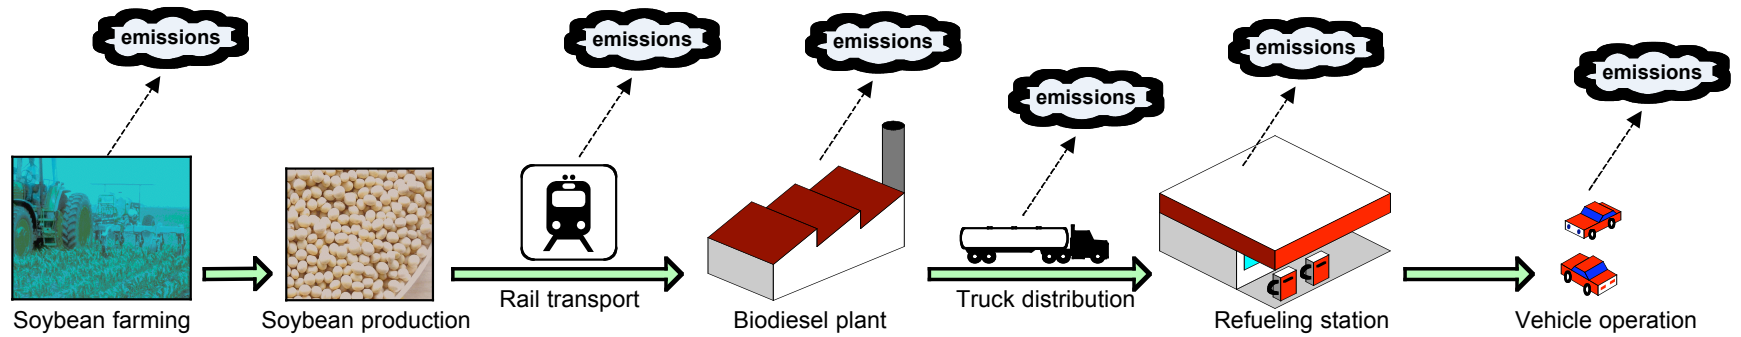 emissions
emissions
emissions
emissions
emissions
emissions
Rail transport
Truck distribution
Soybean farming
Soybean production
Biodiesel plant
Refueling station
Vehicle operation